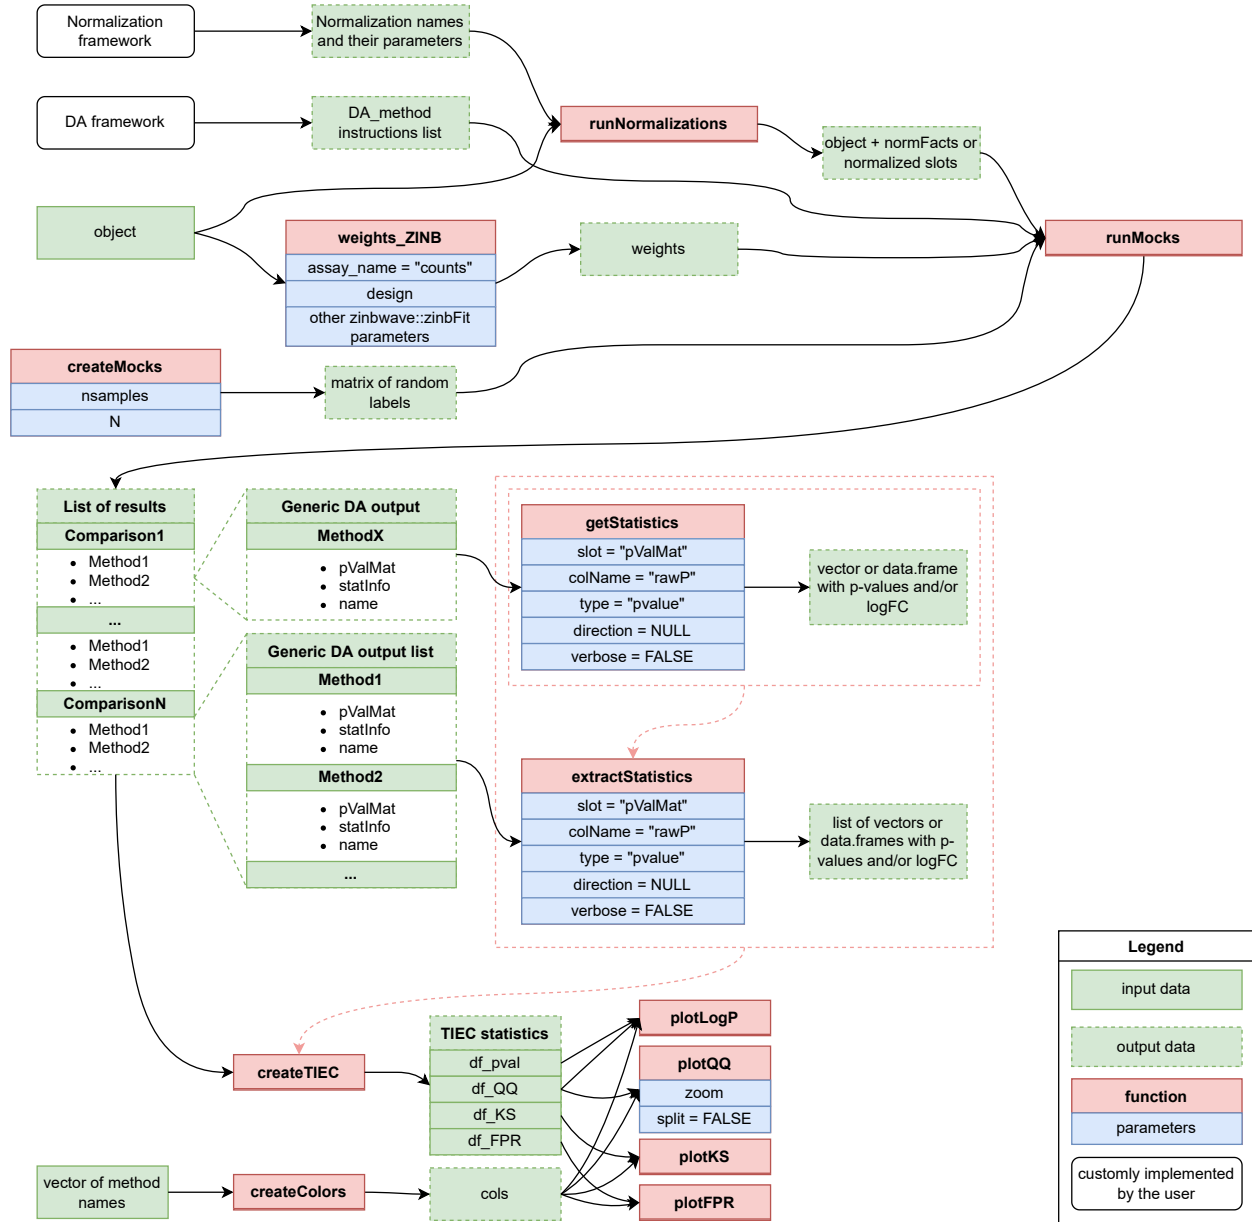 Normalization
framework
Normalization names
and their parameters
DA framework
DA_method
instructions list
runNormalizations
object + normFacts or
normalized slots
object
weights_ZINB
assay_name = "counts"
design
other zinbwave::zinbFit
parameters
weights
runMocks
createMocks
nsamples
N
matrix of random
labels
List of results
Comparison1
• Method1
• Method2
• ...
...
• Method1
• Method2
• ...
ComparisonN
• Method1
• Method2
• ...
Generic DA output
MethodX
• pValMat
• statInfo
• name
Generic DA output list
Method1
• pValMat
• statInfo
• name
Method2
• pValMat
• statInfo
• name
...
getStatistics
slot = "pValMat"
colName = "rawP"
type = "pvalue"
direction = NULL
verbose = FALSE
vector or data.frame
with p-values and/or
logFC
extractStatistics
slot = "pValMat"
colName = "rawP"
type = "pvalue"
direction = NULL
verbose = FALSE
list of vectors or
data.frames with p-
values and/or logFC
createTIEC
TIEC statistics
df_pval
df_QQ
df_KS
df_FPR
plotLogP
plotQQ
zoom
split = FALSE
plotKS
plotFPR
vector of method
names
createColors
cols
Legend
input data
output data
function
parameters
customly implemented
by the user